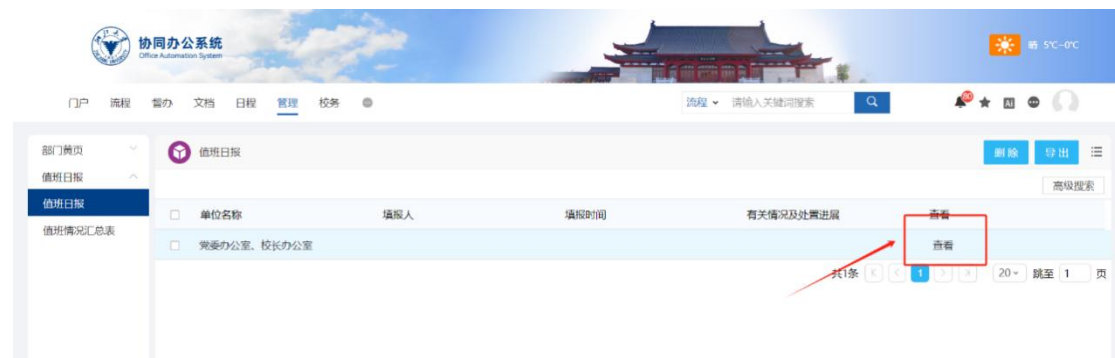 协同办公系统
Office Automation System
晴 5℃~0℃
门户 流程 督办 文档 日程 管理 校务
流程 请输入关键词搜索
80
AI
部门黄页
值班日报
值班日报
值班情况汇总表
值班日报
删除 导出
高级搜索
单位名称 填报人 填报时间 有关情况及处置进展 查看
党委办公室、校长办公室 查看
共1条 1 20 跳至 1 页